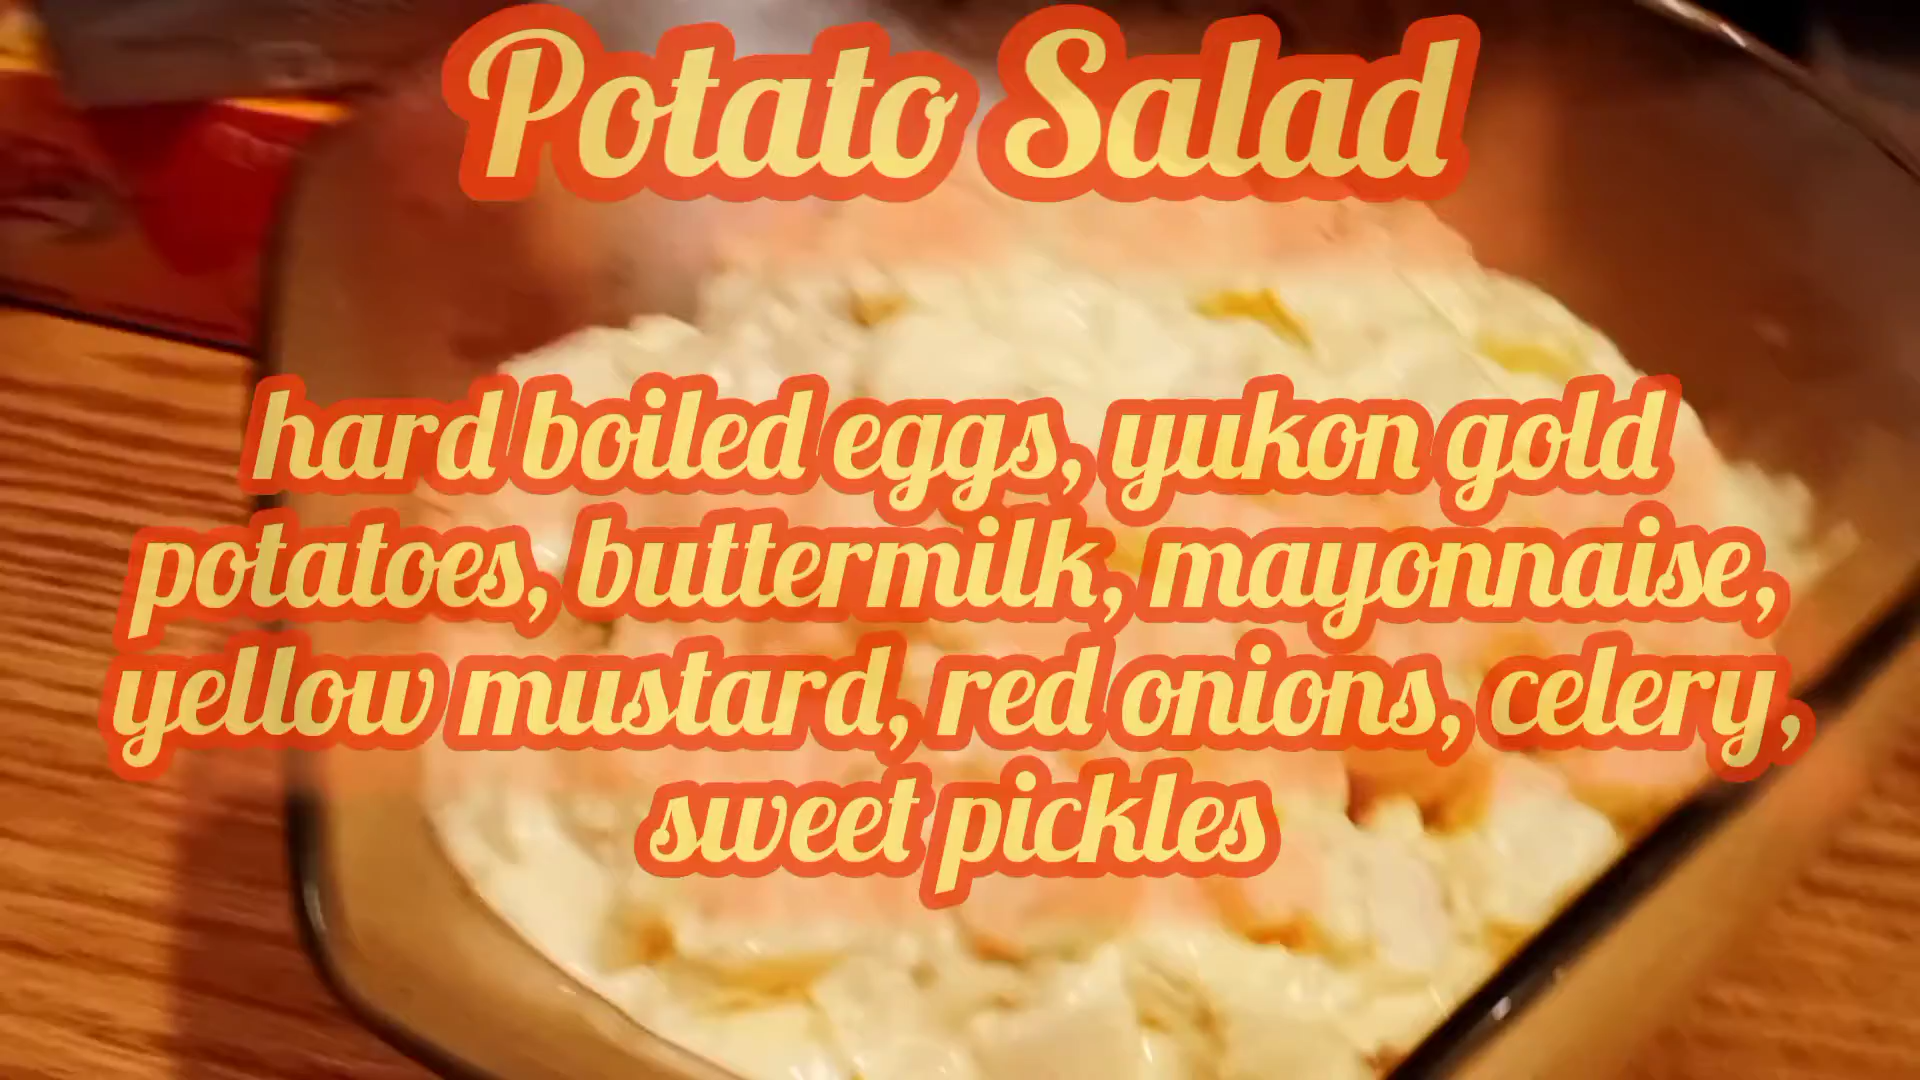 Potato Salad
hard boiled eggs, yukon gold
potatoes, buttermilk, mayonnaise,
yellow mustard, red onions, celery,
sweet pickles